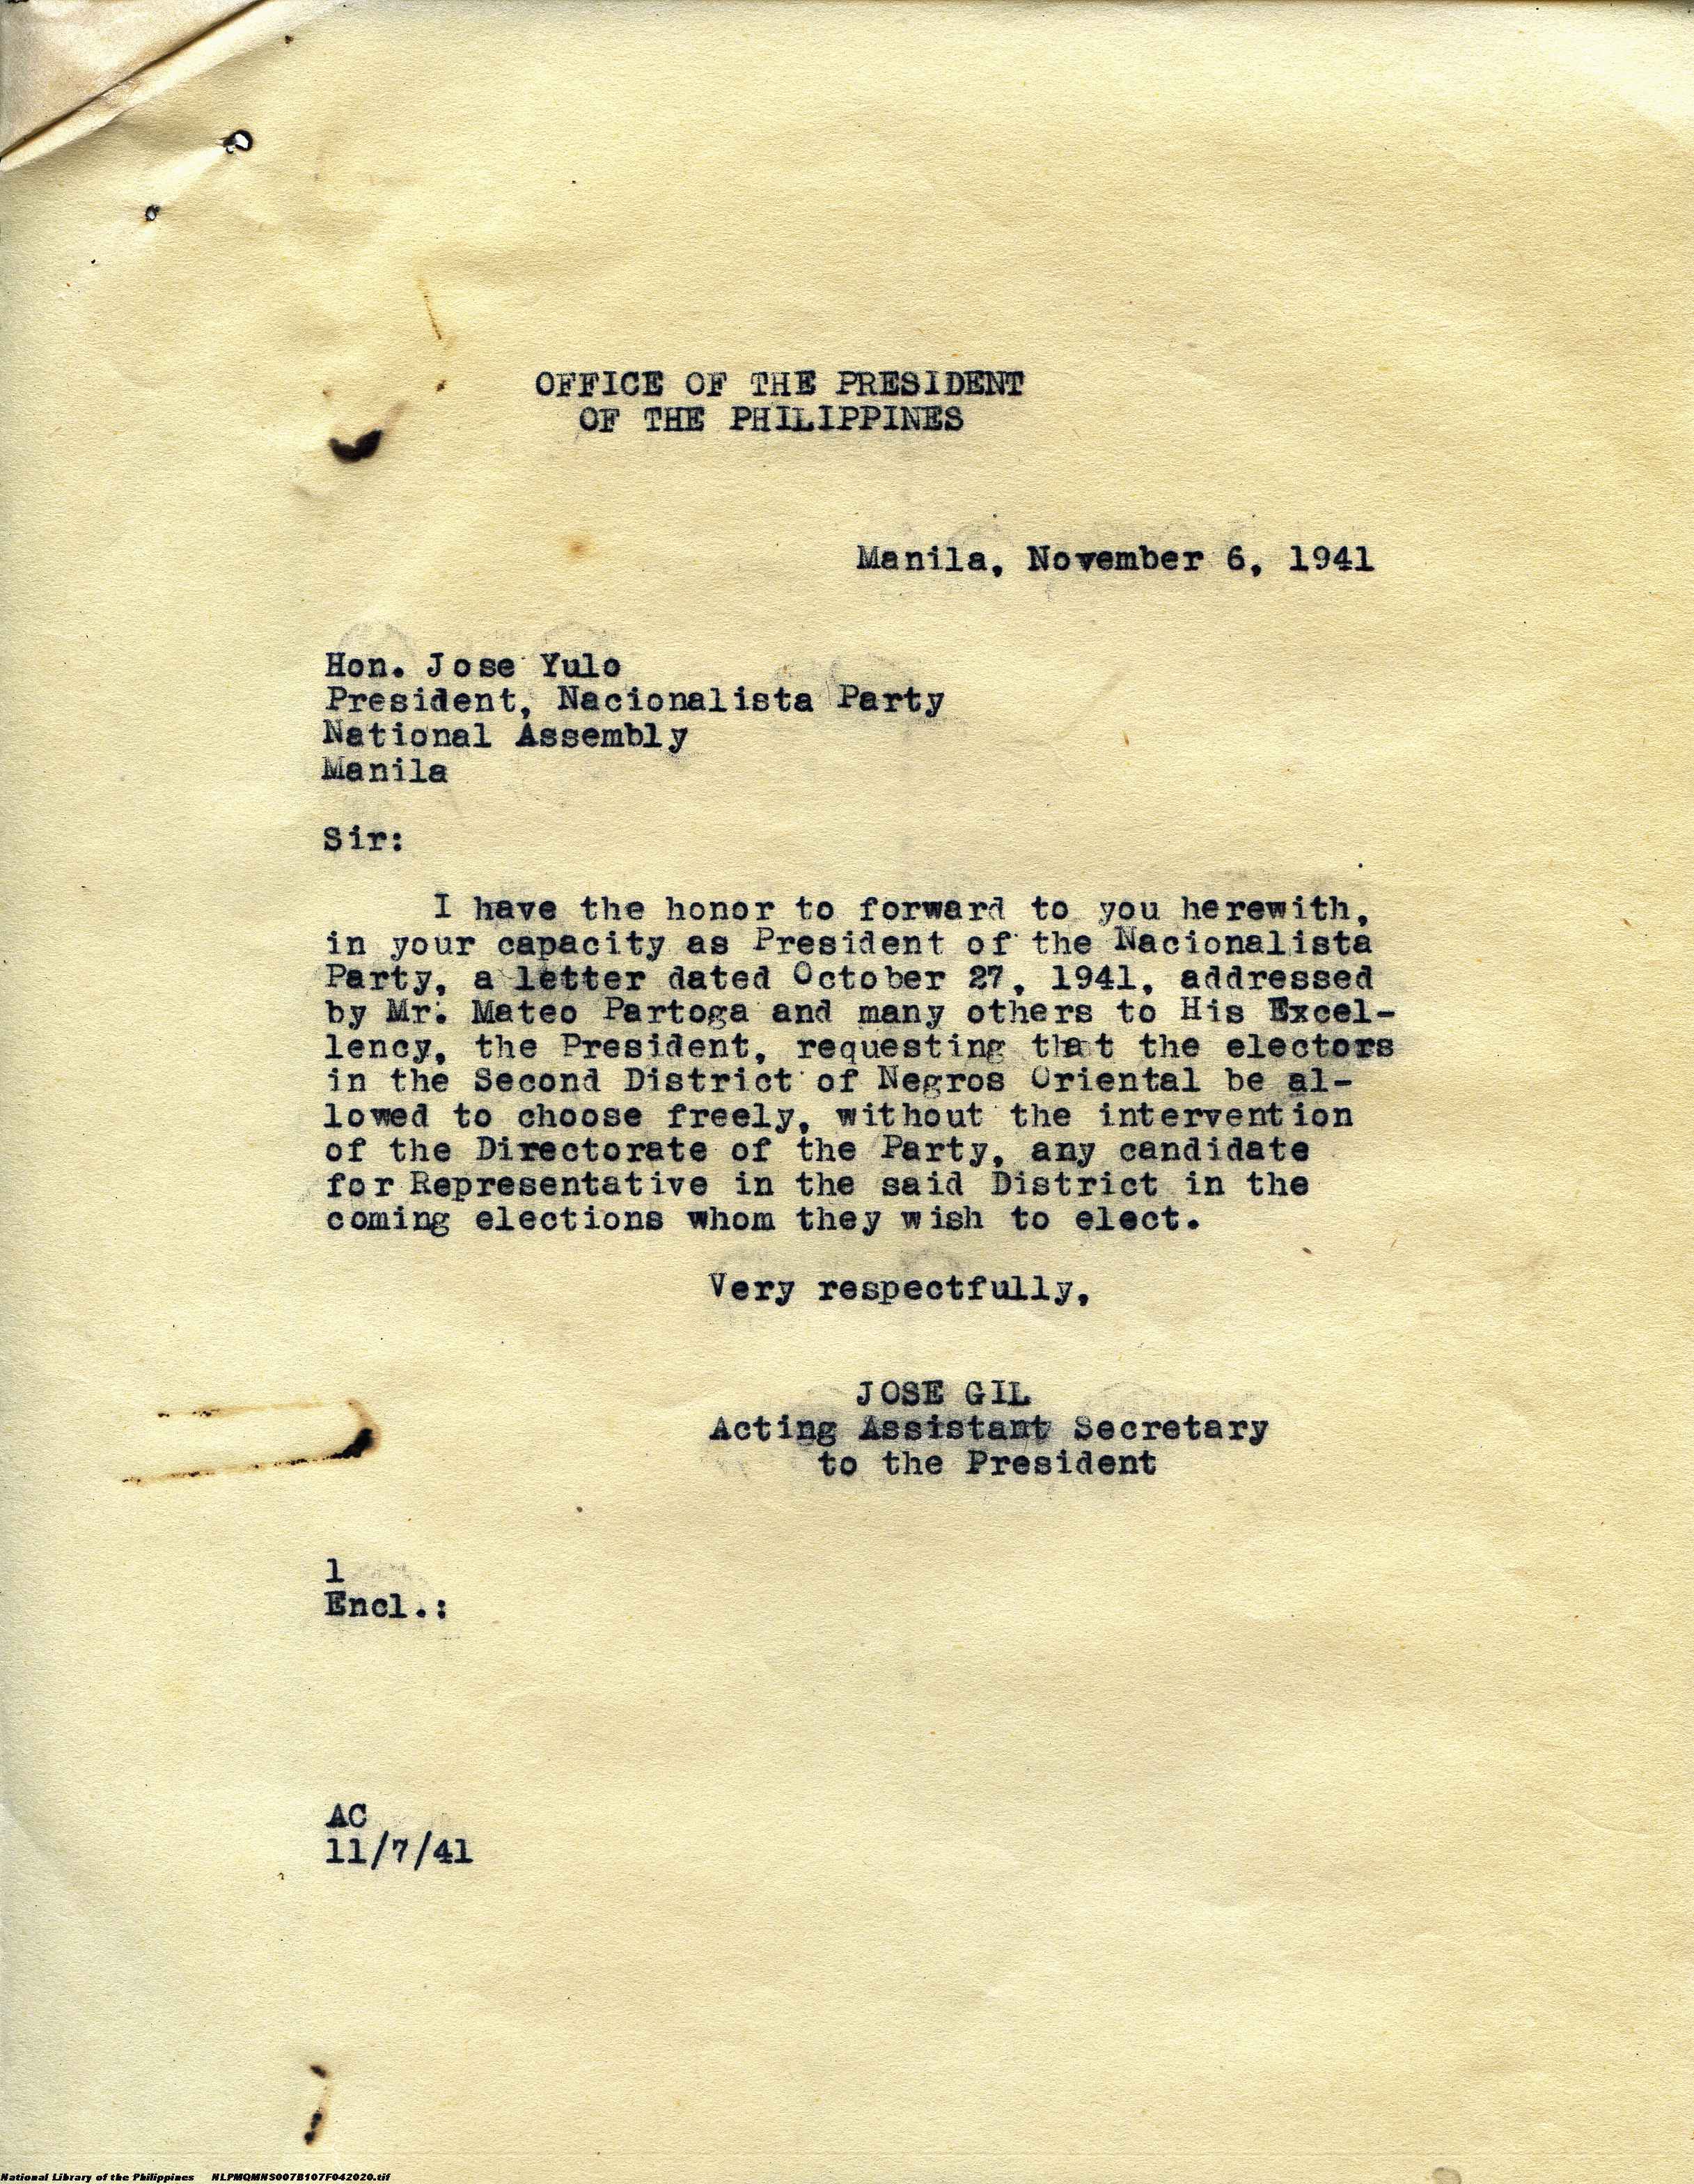 OFFICE OF THE PRESIDENT
OF THE PHILIPPINES
Manila, November 6, 1941
Hon. Jose Yulo
President, Nacionalista Party
National Assembly
Manila
Sir:
I have the honor to forward to you herewith,
in your capacity as President of the Nacionalista
Party, a letter dated October 27, 1941, addressed
by Mr. Mateo Partoga and many others to His Excel-
lency, the President, requesting that the electors
in the Second District of Negros Oriental be al-
lowed to choose freely, without the intervention
of the Directorate of the Party, any candidate
for Representative in the said District in the
coming elections whom they wish to elect.
Very respectfully,
JOSE GIL
Acting Assistant Secretary
to the President
1
Encl.:
AC
11/7/41
National Library of the Philippines NLPMQMNS007B107F042020.tif